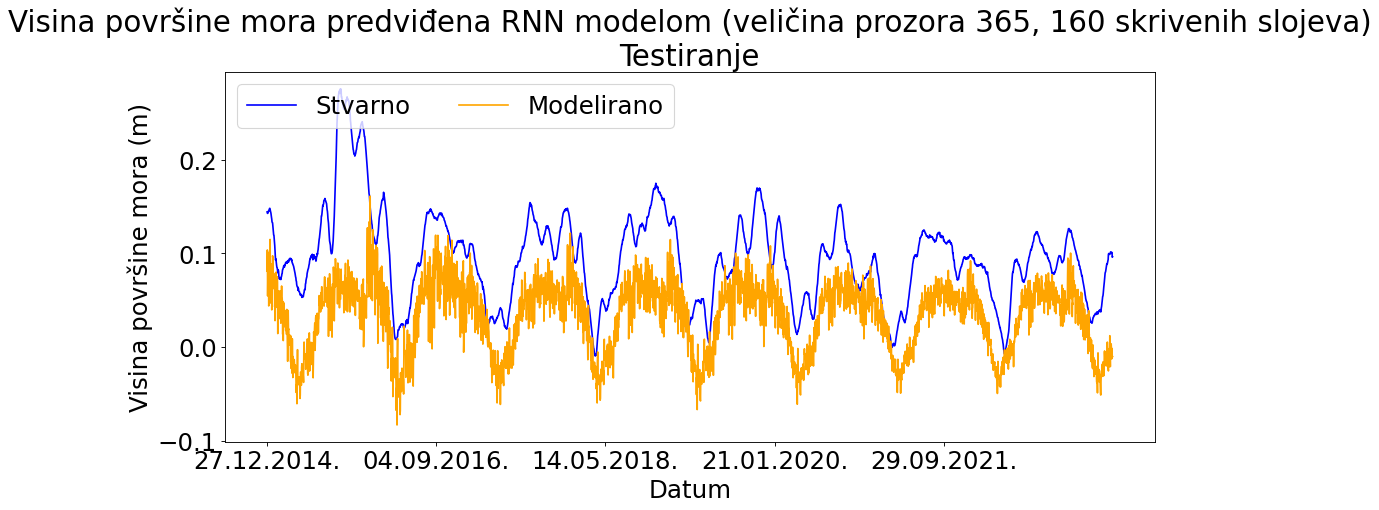 Visina površine mora predviđena RNN modelom (veličina prozora 365, 160 skrivenih slojeva)
Testiranje
Stvarno
Modelirano
Visina površine mora (m)
0.2
0.1
0.0
−0.1
27.12.2014.
04.09.2016.
14.05.2018.
21.01.2020.
29.09.2021.
Datum